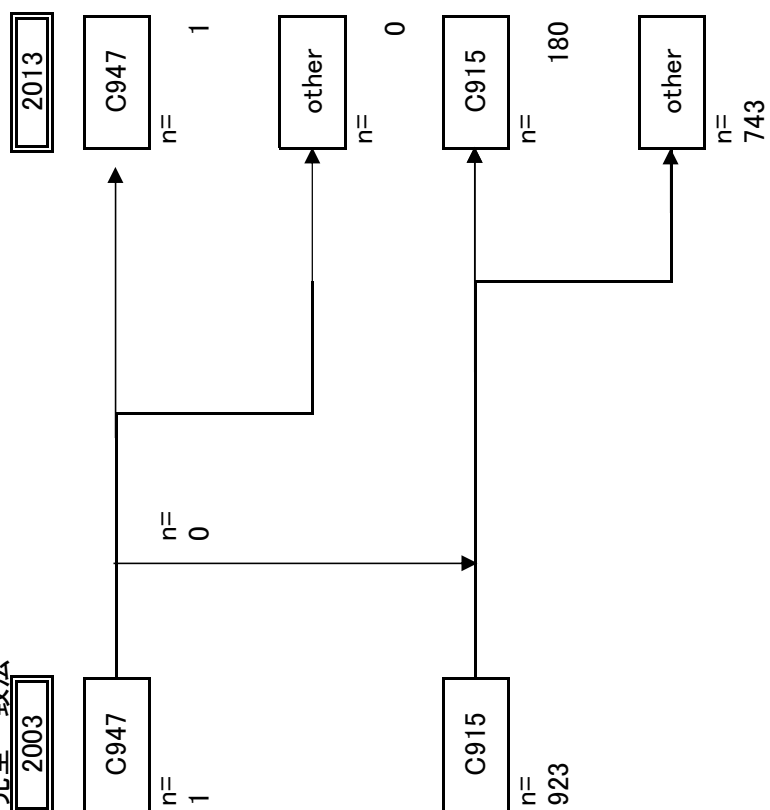 2003
2013
C947
C947
n=
n=
n=
1
0
1
other
n=
0
C915
C915
n=
n=
923
180
other
n=
743